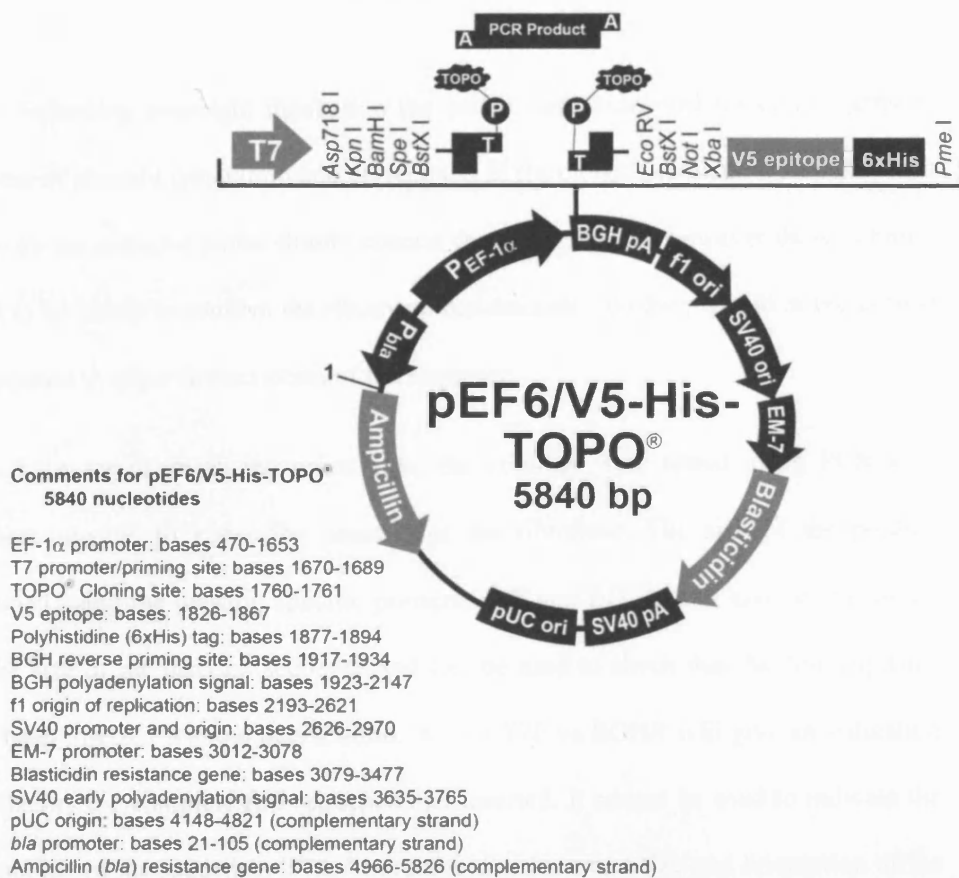 A PCR Product A
TOPO TOPO
P P
T7
Asp718 I
Kpn I
BamH I
Spe I
BstX I
T
T
Eco RV
BstX I
Not I
Xba I
V5 epitope 6xHis
Pme I
PEF-1α
BGH pA
f1 ori
SV40 ori
EM-7
Blasticidin
SV40 pA
pUC ori
Ampicillin
Pbla
1
pEF6/V5-His-
TOPO®
5840 bp
Comments for pEF6/V5-His-TOPO®
5840 nucleotides
EF-1α promoter: bases 470-1653
T7 promoter/priming site: bases 1670-1689
TOPO® Cloning site: bases 1760-1761
V5 epitope: bases: 1826-1867
Polyhistidine (6xHis) tag: bases 1877-1894
BGH reverse priming site: bases 1917-1934
BGH polyadenylation signal: bases 1923-2147
f1 origin of replication: bases 2193-2621
SV40 promoter and origin: bases 2626-2970
EM-7 promoter: bases 3012-3078
Blasticidin resistance gene: bases 3079-3477
SV40 early polyadenylation signal: bases 3635-3765
pUC origin: bases 4148-4821 (complementary strand)
bla promoter: bases 21-105 (complementary strand)
Ampicillin (bla) resistance gene: bases 4966-5826 (complementary strand)